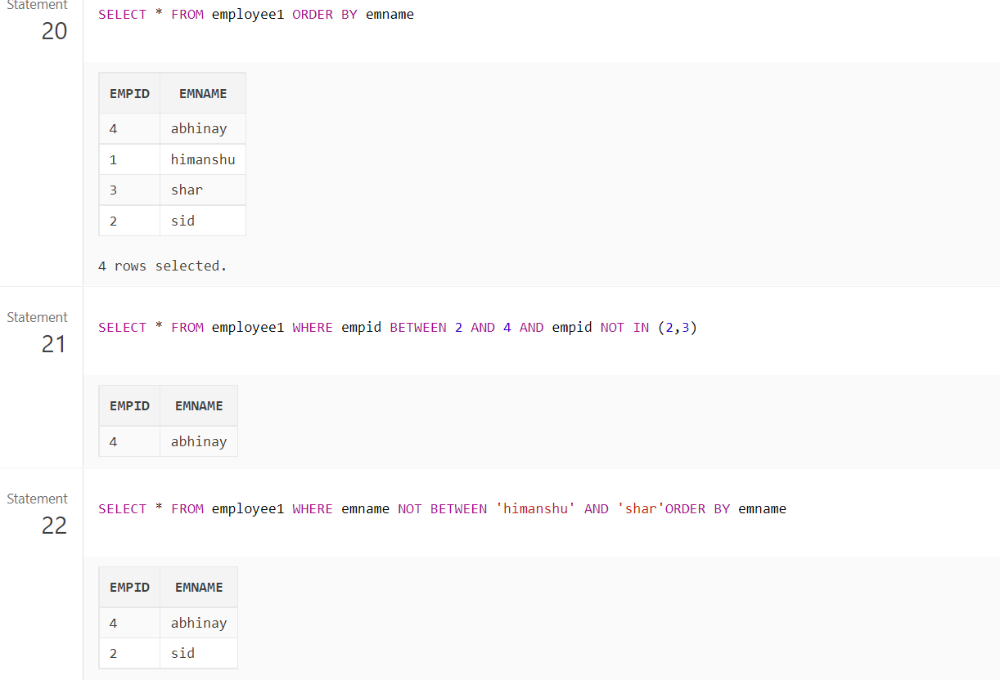 Statement
20
SELECT * FROM employee1 ORDER BY emname
EMPID EMNAME
4 abhinay
1 himanshu
3 shar
2 sid
4 rows selected.
Statement
21
SELECT * FROM employee1 WHERE empid BETWEEN 2 AND 4 AND empid NOT IN (2,3)
EMPID EMNAME
4 abhinay
Statement
22
SELECT * FROM employee1 WHERE emname NOT BETWEEN 'himanshu' AND 'shar'ORDER BY emname
EMPID EMNAME
4 abhinay
2 sid